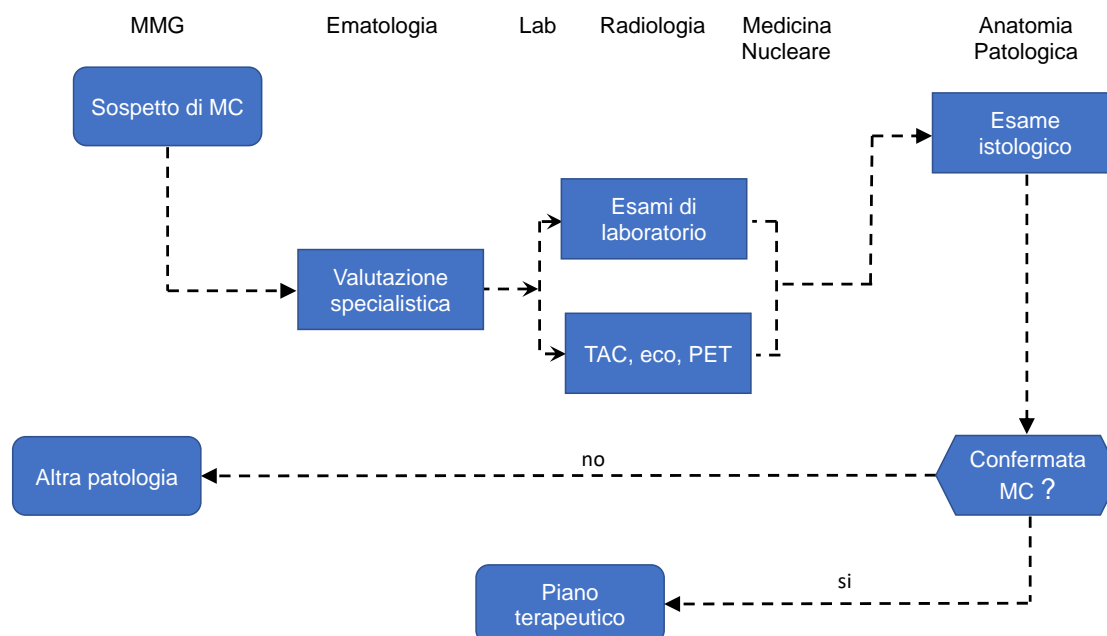 MMG
Ematologia
Lab
Radiologia
Medicina
Nucleare
Anatomia
Patologica
Sospetto di MC
Esame
istologico
Esami di
laboratorio
Valutazione
specialistica
TAC, eco, PET
Altra patologia
no
Confermata
MC ?
si
Piano
terapeutico